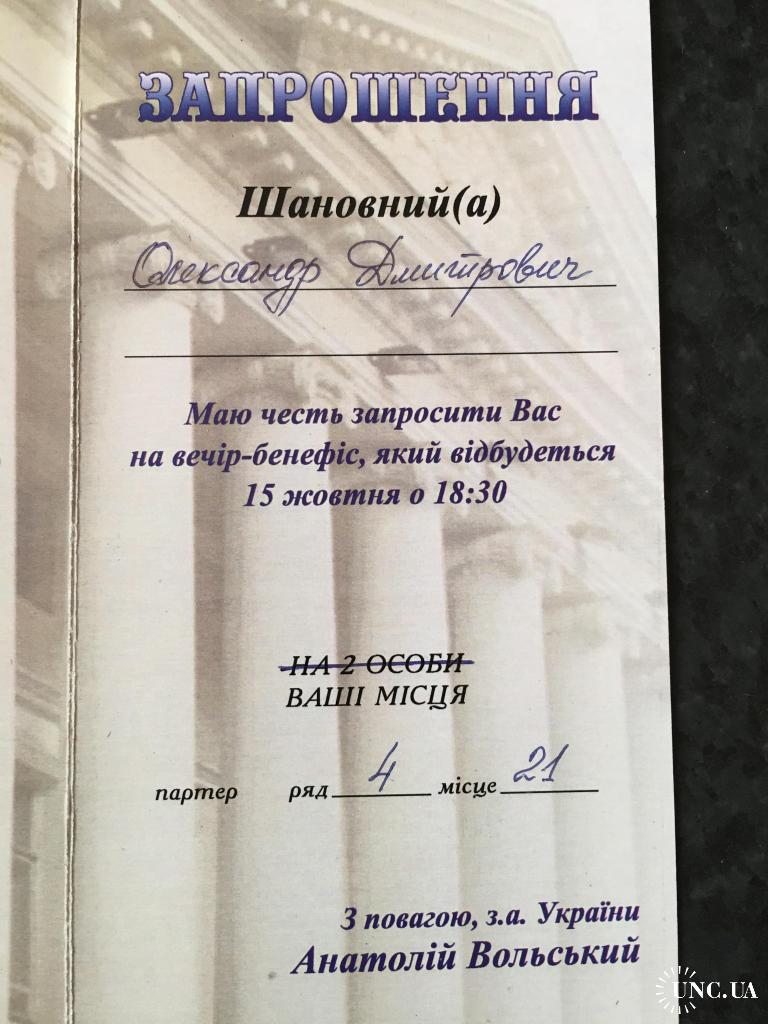 ЗАПРОШЕННЯ
Шановний(а)
Олександр Дмитрович
Маю честь запросити Вас
на вечір-бенефіс, який відбудеться
15 жовтня о 18:30
НА 2 ОСОБИ
ВАШІ МІСЦЯ
партер ряд 4 місце 21
З повагою, з.а. України
Анатолій Вольський
UNC.UA